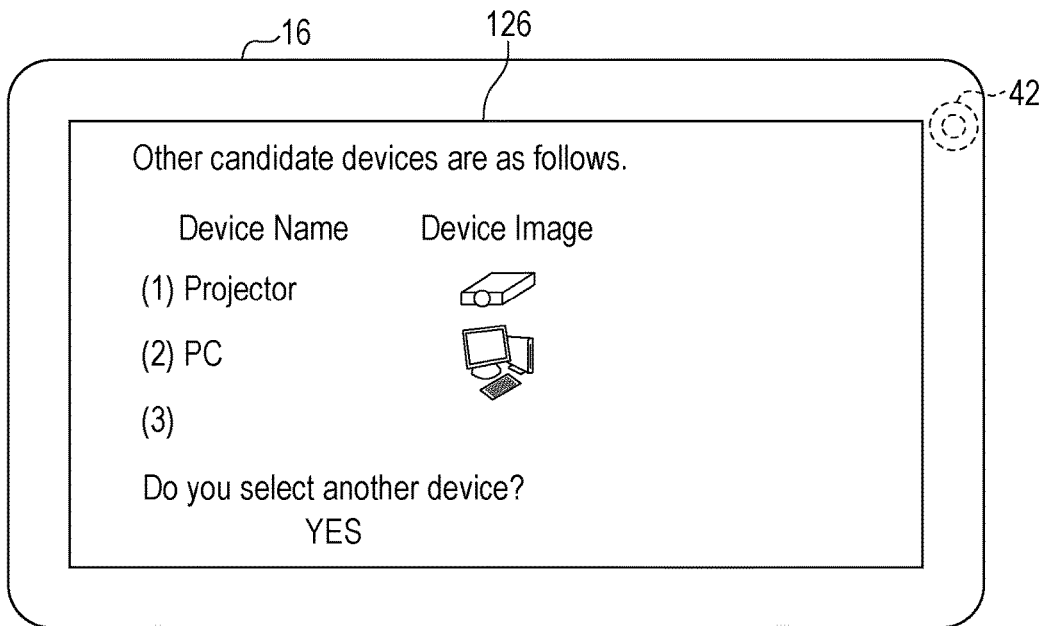 16
126
42
Other candidate devices are as follows.
Device Name Device Image
(1) Projector
(2) PC
(3)
Do you select another device?
YES